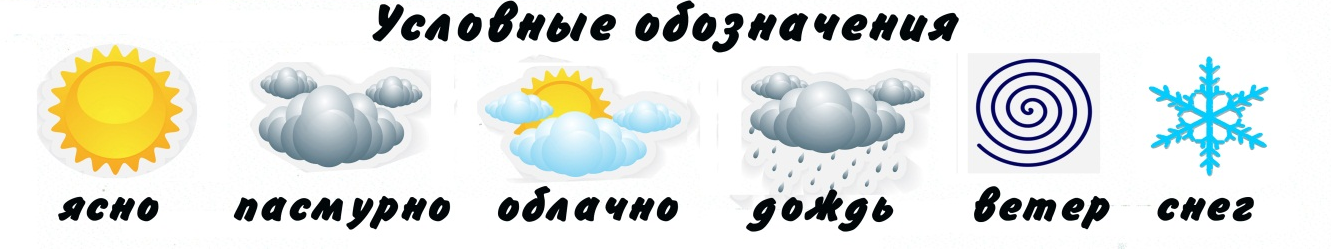 Условные обозначения
ясно пасмурно облачно дождь ветер снег